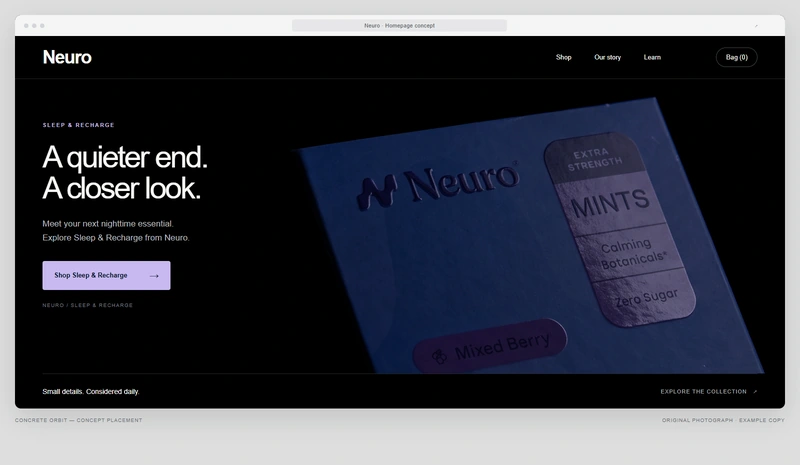 Neuro · Homepage concept
Neuro
Shop
Our story
Learn
Bag (0)
SLEEP & RECHARGE
A quieter end.
A closer look.
Meet your next nighttime essential.
Explore Sleep & Recharge from Neuro.
Shop Sleep & Recharge →
NEURO / SLEEP & RECHARGE
Neuro
EXTRA
STRENGTH
MINTS
Calming
Botanicals*
Zero Sugar
Mixed Berry
Small details. Considered daily.
EXPLORE THE COLLECTION ↗
CONCRETE ORBIT — CONCEPT PLACEMENT
ORIGINAL PHOTOGRAPH · EXAMPLE COPY